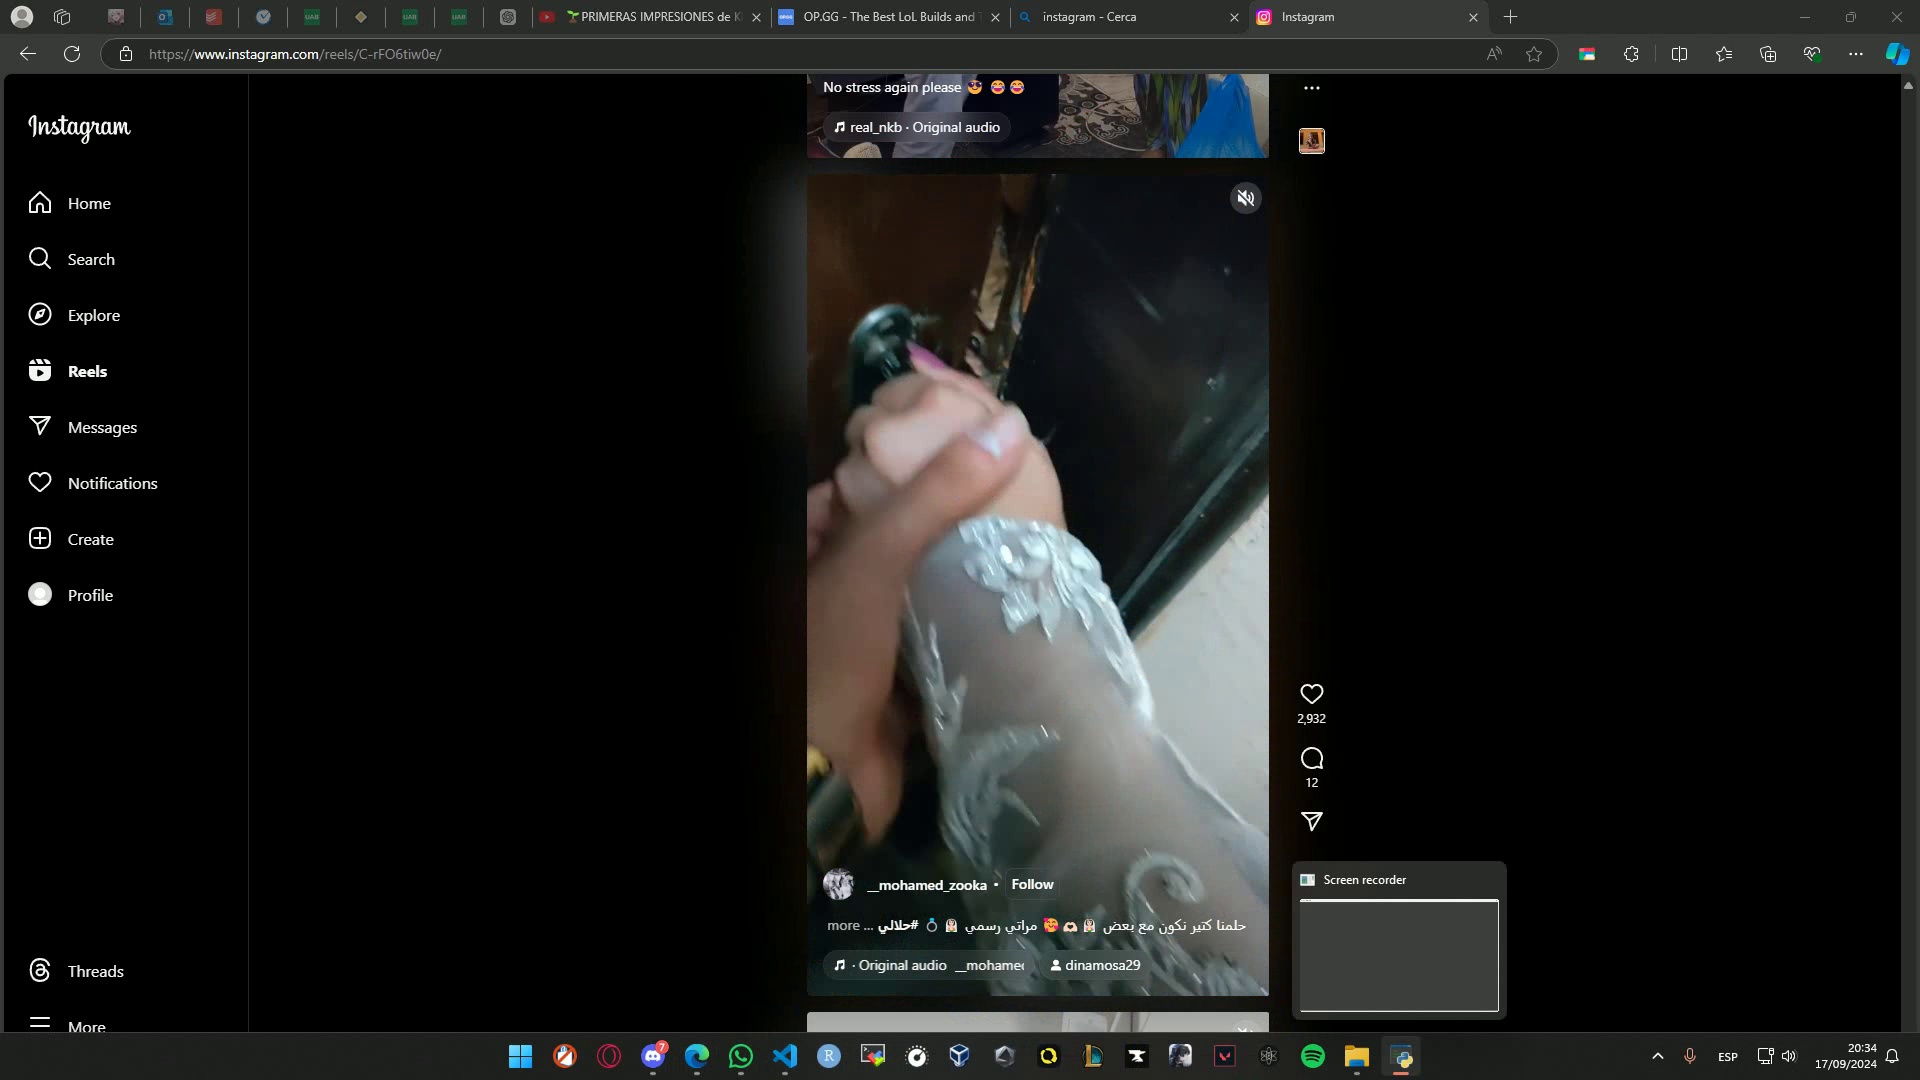 PRIMERAS IMPRESIONES de K
OP.GG - The Best LoL Builds and T
instagram - Cerca
Instagram
https://www.instagram.com/reels/C-rFO6tiw0e/
Instagram
Home
Search
Explore
Reels
Messages
Notifications
Create
Profile
Threads
More
No stress again please 😎 😂 😂
real_nkb · Original audio
2,932
12
__mohamed_zooka • Follow
حلمنا كتير نكون مع بعض 👰🏻 🫶🏻 🥰 مراتي رسمي 👰🏻 💍 #حلالي ... more
· Original audio __mohamed
dinamosa29
Screen recorder
7
ESP
20:34
17/09/2024